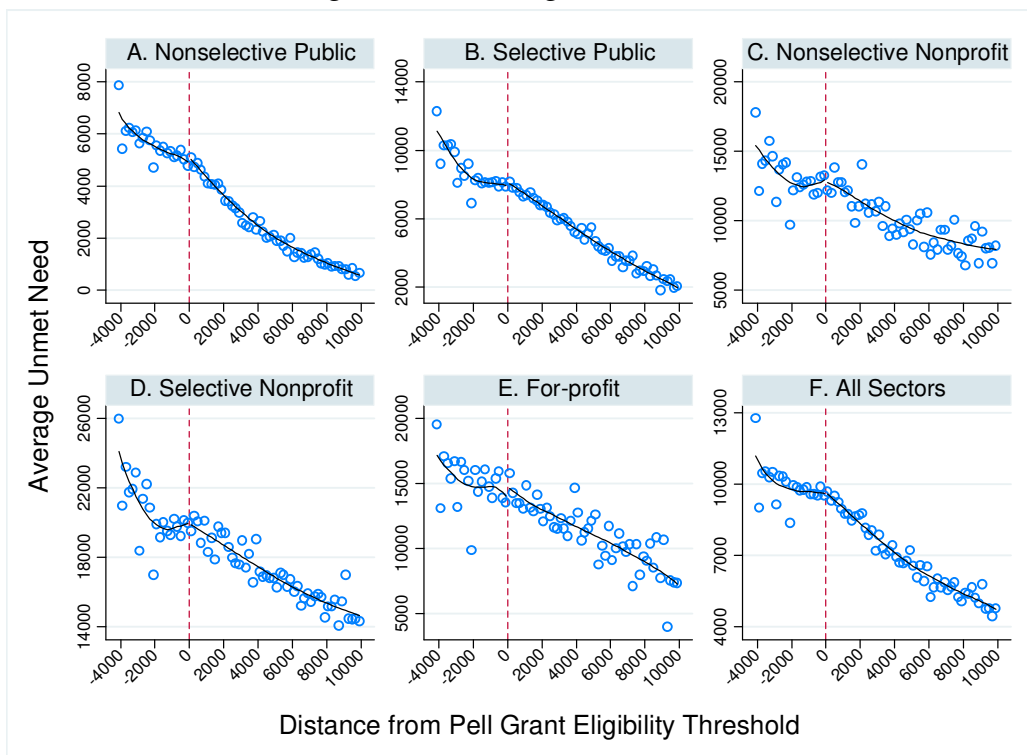 A. Nonselective Public
B. Selective Public
C. Nonselective Nonprofit
8000
6000
4000
2000
0
-4000 -2000 0 2000 4000 6000 8000 10000
14000
10000
6000
2000
-4000 -2000 0 2000 4000 6000 8000 10000
20000
15000
10000
5000
-4000 -2000 0 2000 4000 6000 8000 10000
Average Unmet Need
D. Selective Nonprofit
E. For-profit
F. All Sectors
26000
22000
18000
14000
-4000 -2000 0 2000 4000 6000 8000 10000
20000
15000
10000
5000
-4000 -2000 0 2000 4000 6000 8000 10000
13000
10000
7000
4000
-4000 -2000 0 2000 4000 6000 8000 10000
Distance from Pell Grant Eligibility Threshold